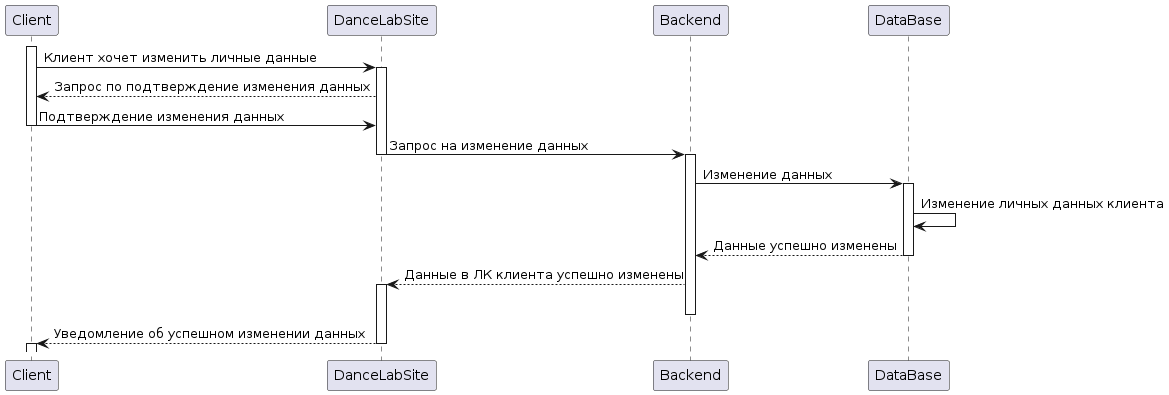 Client
DanceLabSite
Backend
DataBase
Клиент хочет изменить личные данные
Запрос по подтверждение изменения данных
Подтверждение изменения данных
Запрос на изменение данных
Изменение данных
Изменение личных данных клиента
Данные успешно изменены
Данные в ЛК клиента успешно изменены
Уведомление об успешном изменении данных
Client
DanceLabSite
Backend
DataBase